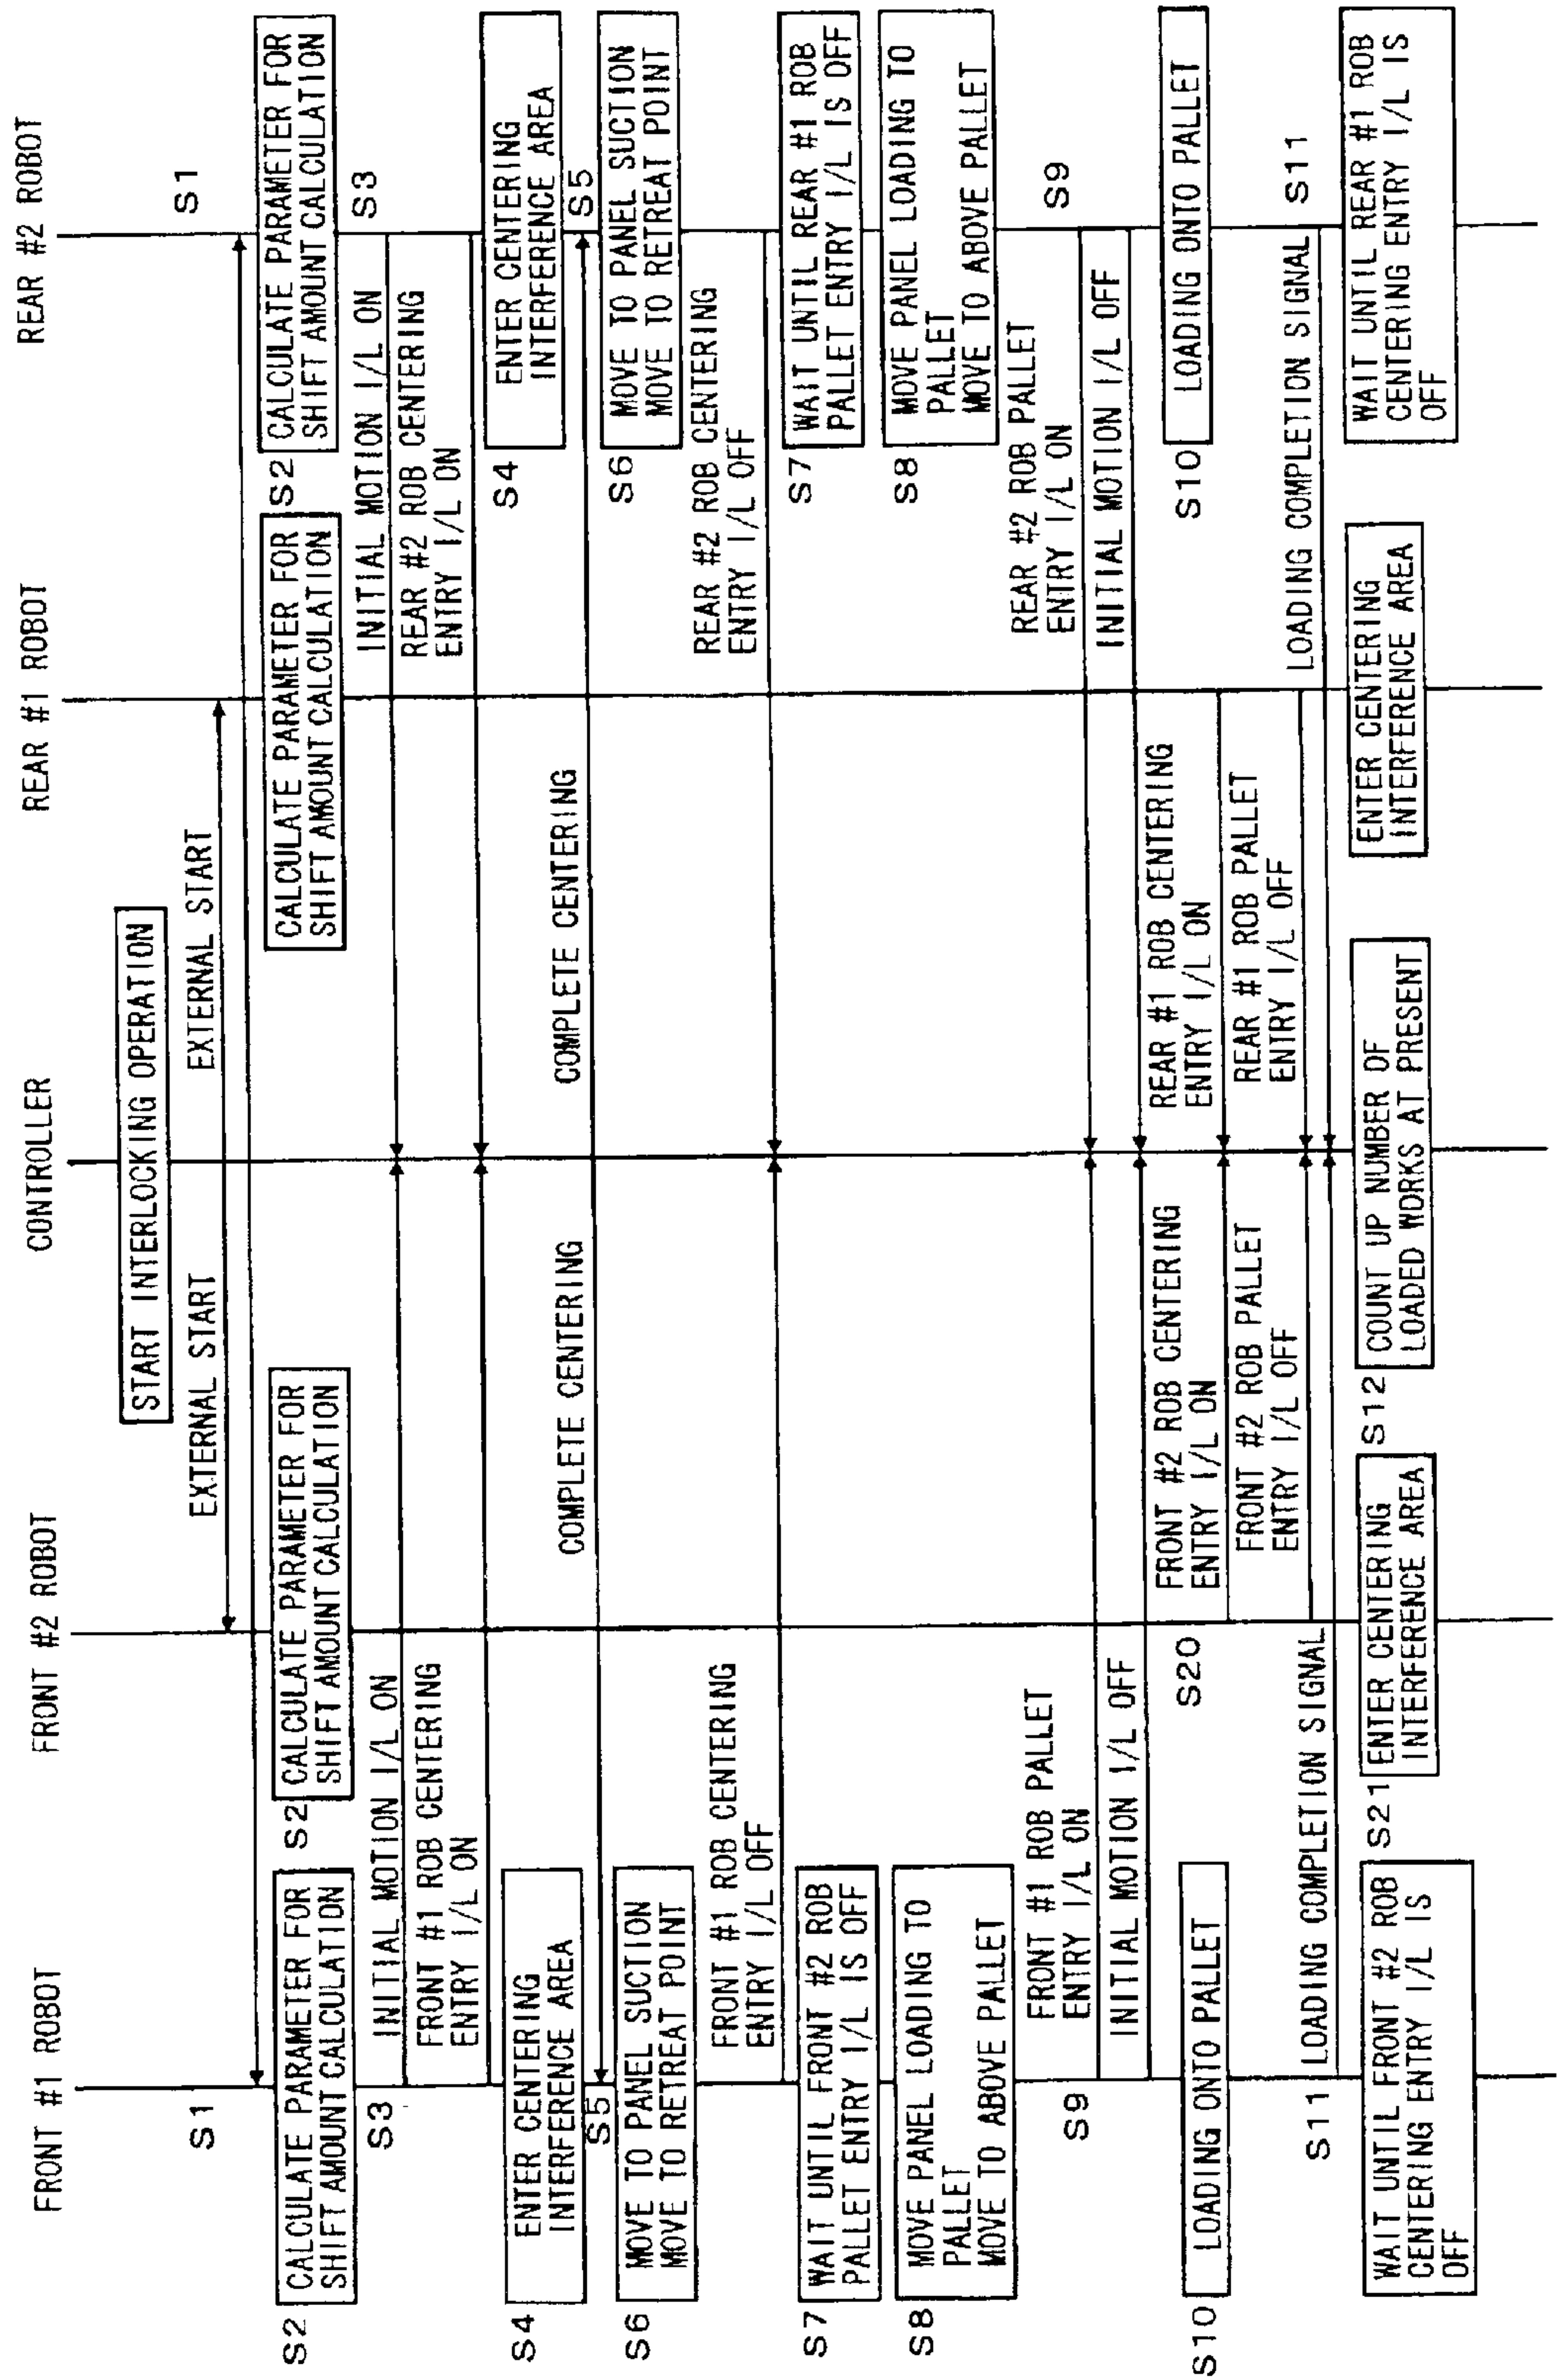 FRONT #1 ROBOT
FRONT #2 ROBOT
CONTROLLER
REAR #1 ROBOT
REAR #2 ROBOT
START INTERLOCKING OPERATION
S1
EXTERNAL START
EXTERNAL START
S1
S2
CALCULATE PARAMETER FOR
SHIFT AMOUNT CALCULATION
S2
CALCULATE PARAMETER FOR
SHIFT AMOUNT CALCULATION
CALCULATE PARAMETER FOR
SHIFT AMOUNT CALCULATION
S2
CALCULATE PARAMETER FOR
SHIFT AMOUNT CALCULATION
S3
INITIAL MOTION I/L ON
INITIAL MOTION I/L ON
S3
FRONT #1 ROB CENTERING
ENTRY I/L ON
REAR #2 ROB CENTERING
ENTRY I/L ON
S4
ENTER CENTERING
INTERFERENCE AREA
S4
ENTER CENTERING
INTERFERENCE AREA
S5
COMPLETE CENTERING
COMPLETE CENTERING
S5
S6
MOVE TO PANEL SUCTION
MOVE TO RETREAT POINT
S6
MOVE TO PANEL SUCTION
MOVE TO RETREAT POINT
FRONT #1 ROB CENTERING
ENTRY I/L OFF
REAR #2 ROB CENTERING
ENTRY I/L OFF
S7
WAIT UNTIL FRONT #2 ROB
PALLET ENTRY I/L IS OFF
S7
WAIT UNTIL REAR #1 ROB
PALLET ENTRY I/L IS OFF
S8
MOVE PANEL LOADING TO
PALLET
MOVE TO ABOVE PALLET
S8
MOVE PANEL LOADING TO
PALLET
MOVE TO ABOVE PALLET
S9
FRONT #1 ROB PALLET
ENTRY I/L ON
REAR #2 ROB PALLET
ENTRY I/L ON
S9
INITIAL MOTION I/L OFF
INITIAL MOTION I/L OFF
S10
LOADING ONTO PALLET
S20
FRONT #2 ROB CENTERING
ENTRY I/L ON
REAR #1 ROB CENTERING
ENTRY I/L ON
S10
LOADING ONTO PALLET
FRONT #2 ROB PALLET
ENTRY I/L OFF
REAR #1 ROB PALLET
ENTRY I/L OFF
S11
LOADING COMPLETION SIGNAL
LOADING COMPLETION SIGNAL
S11
WAIT UNTIL FRONT #2 ROB
CENTERING ENTRY I/L IS
OFF
S21
ENTER CENTERING
INTERFERENCE AREA
S12
COUNT UP NUMBER OF
LOADED WORKS AT PRESENT
ENTER CENTERING
INTERFERENCE AREA
WAIT UNTIL REAR #1 ROB
CENTERING ENTRY I/L IS
OFF